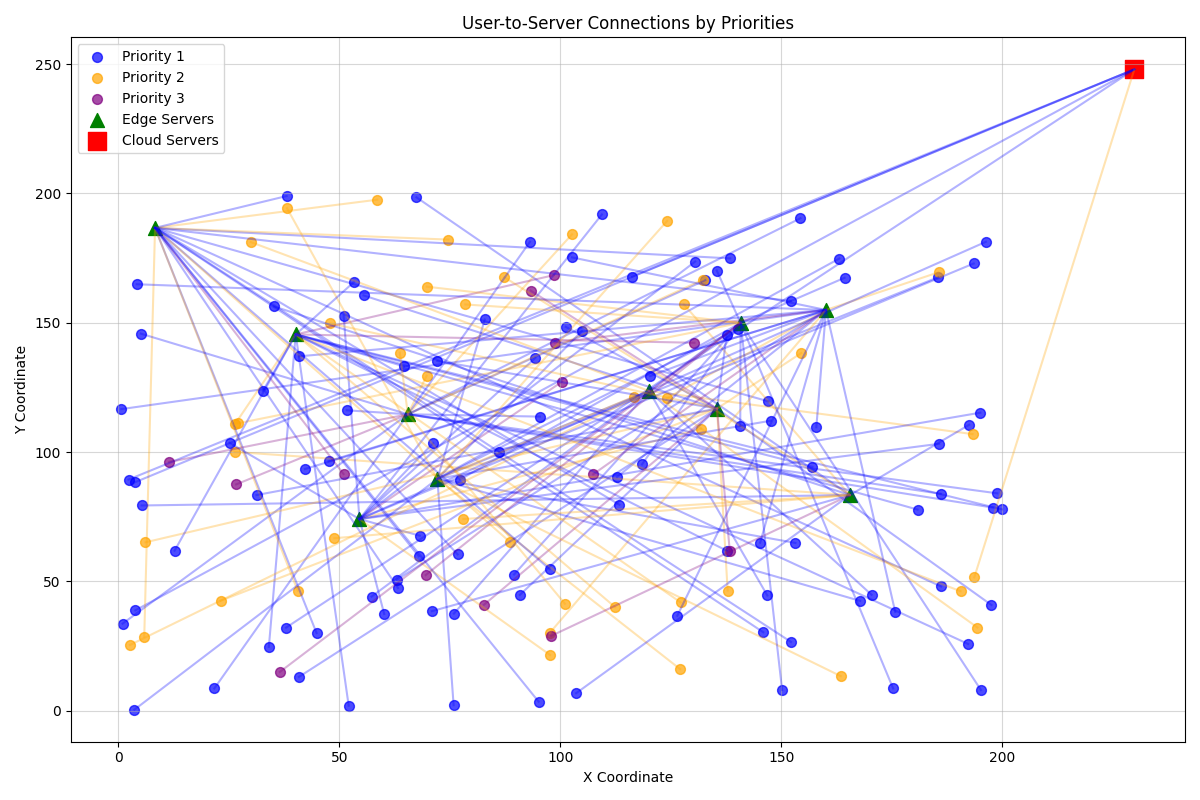 User-to-Server Connections by Priorities
Priority 1
Priority 2
Priority 3
Edge Servers
Cloud Servers
250
200
150
100
50
0
Y Coordinate
0
50
100
150
200
X Coordinate